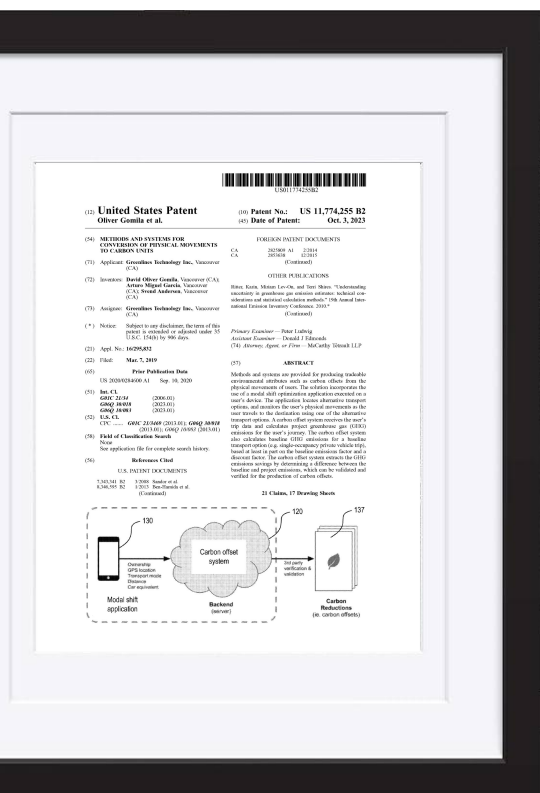 US011774255B2
(12) United States Patent
Oliver Gomila et al.
(10) Patent No.: US 11,774,255 B2
(45) Date of Patent: Oct. 3, 2023
(54) METHODS AND SYSTEMS FOR
CONVERSION OF PHYSICAL MOVEMENTS
TO CARBON UNITS
(71) Applicant: Greenlines Technology Inc., Vancouver
(CA)
(72) Inventors: David Oliver Gomila, Vancouver (CA);
Arturo Miguel Garcia, Vancouver
(CA); Svend Andersen, Vancouver
(CA)
(73) Assignee: Greenlines Technology Inc., Vancouver
(CA)
( * ) Notice: Subject to any disclaimer, the term of this
patent is extended or adjusted under 35
U.S.C. 154(b) by 906 days.
(21) Appl. No.: 16/295,832
(22) Filed: Mar. 7, 2019
(65) Prior Publication Data
US 2020/0284600 A1 Sep. 10, 2020
(51) Int. Cl.
G01C 21/34 (2006.01)
G06Q 30/018 (2023.01)
G06Q 30/083 (2023.01)
(52) U.S. Cl.
CPC ...... G01C 21/3469 (2013.01); G06Q 30/018
(2013.01); G06Q 10/083 (2013.01)
(58) Field of Classification Search
None
See application file for complete search history.
(56) References Cited
U.S. PATENT DOCUMENTS
7,343,341 B2 3/2008 Sandor et al.
8,346,595 B2 1/2013 Ben-Hamida et al.
(Continued)
FOREIGN PATENT DOCUMENTS
CA 2825809 A1 2/2014
CA 2853638 12/2015
(Continued)
OTHER PUBLICATIONS
Ritter, Karin, Miriam Lev-On, and Terri Shires. "Understanding
uncertainty in greenhouse gas emission estimates: technical con-
siderations and statistical calculation methods." 19th Annual Inter-
national Emission Inventory Conference. 2010.*
(Continued)
Primary Examiner — Peter Ludwig
Assistant Examiner — Donald J Edmonds
(74) Attorney, Agent, or Firm — McCarthy Tétrault LLP
(57) ABSTRACT
Methods and systems are provided for producing tradeable
environmental attributes such as carbon offsets from the
physical movements of users. The solution incorporates the
use of a modal shift optimization application executed on a
user's device. The application locates alternative transport
options, and monitors the user's physical movements as the
user travels to the destination using one of the alternative
transport options. A carbon offset system receives the user's
trip data and calculates project greenhouse gas (GHG)
emissions for the user's journey. The carbon offset system
also calculates baseline GHG emissions for a baseline
transport option (e.g. single-occupancy private vehicle trip),
based at least in part on the baseline emissions factor and a
discount factor. The carbon offset system extracts the GHG
emissions savings by determining a difference between the
baseline and project emissions, which can be validated and
verified for the production of carbon offsets.
21 Claims, 17 Drawing Sheets
130
120
137
Carbon offset
system
Ownership
GPS location
Transport mode
Distance
Car equivalent
3rd party
verification &
validation
Modal shift
application
Backend
(server)
Carbon
Reductions
(ie. carbon offsets)